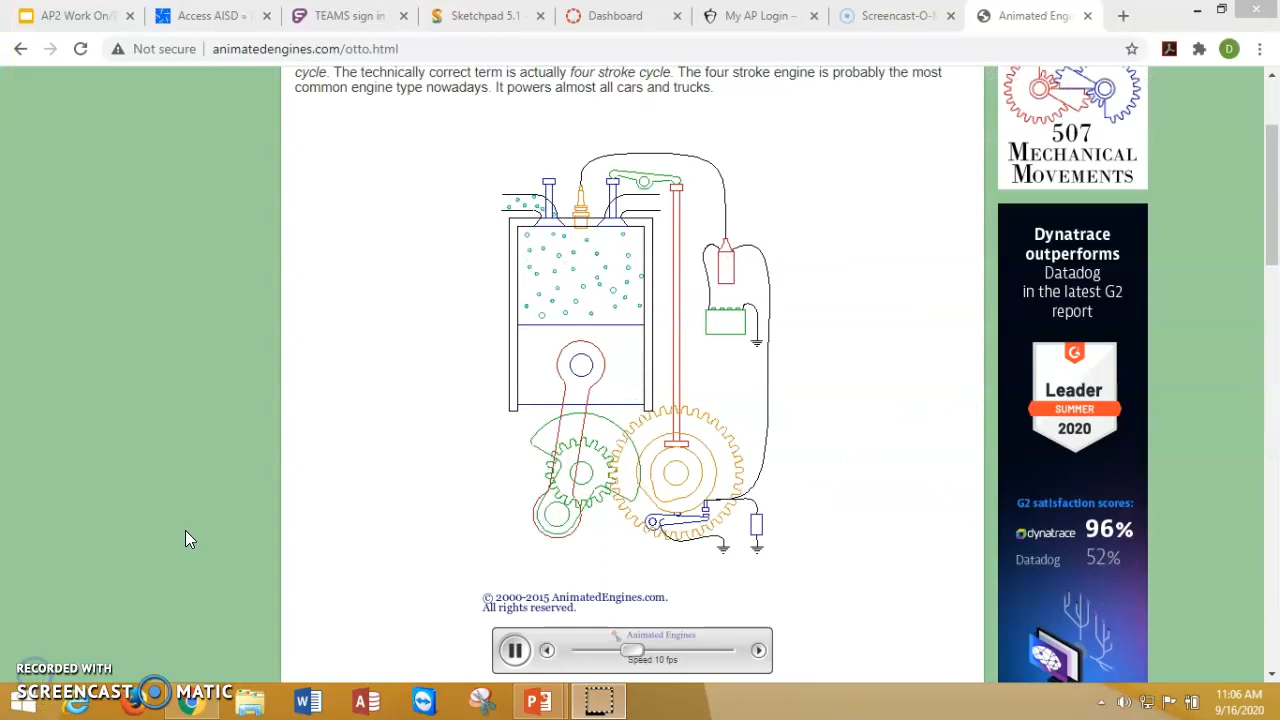 AP2 Work On/
Access AISD »
TEAMS sign in
Sketchpad 5.1 -
Dashboard
My AP Login –
Screencast-O-M
Animated Engi
Not secure
animatedengines.com/otto.html
D
cycle. The technically correct term is actually four stroke cycle. The four stroke engine is probably the most
common engine type nowadays. It powers almost all cars and trucks.
507
MECHANICAL
MOVEMENTS
Dynatrace
outperforms
Datadog
in the latest G2
report
G
Leader
SUMMER
2020
G2 satisfaction scores:
dynatrace 96%
Datadog 52%
© 2000-2015 AnimatedEngines.com.
All rights reserved.
Animated Engines
Speed 10 fps
RECORDED WITH
SCREENCAST MATIC
11:06 AM
9/16/2020